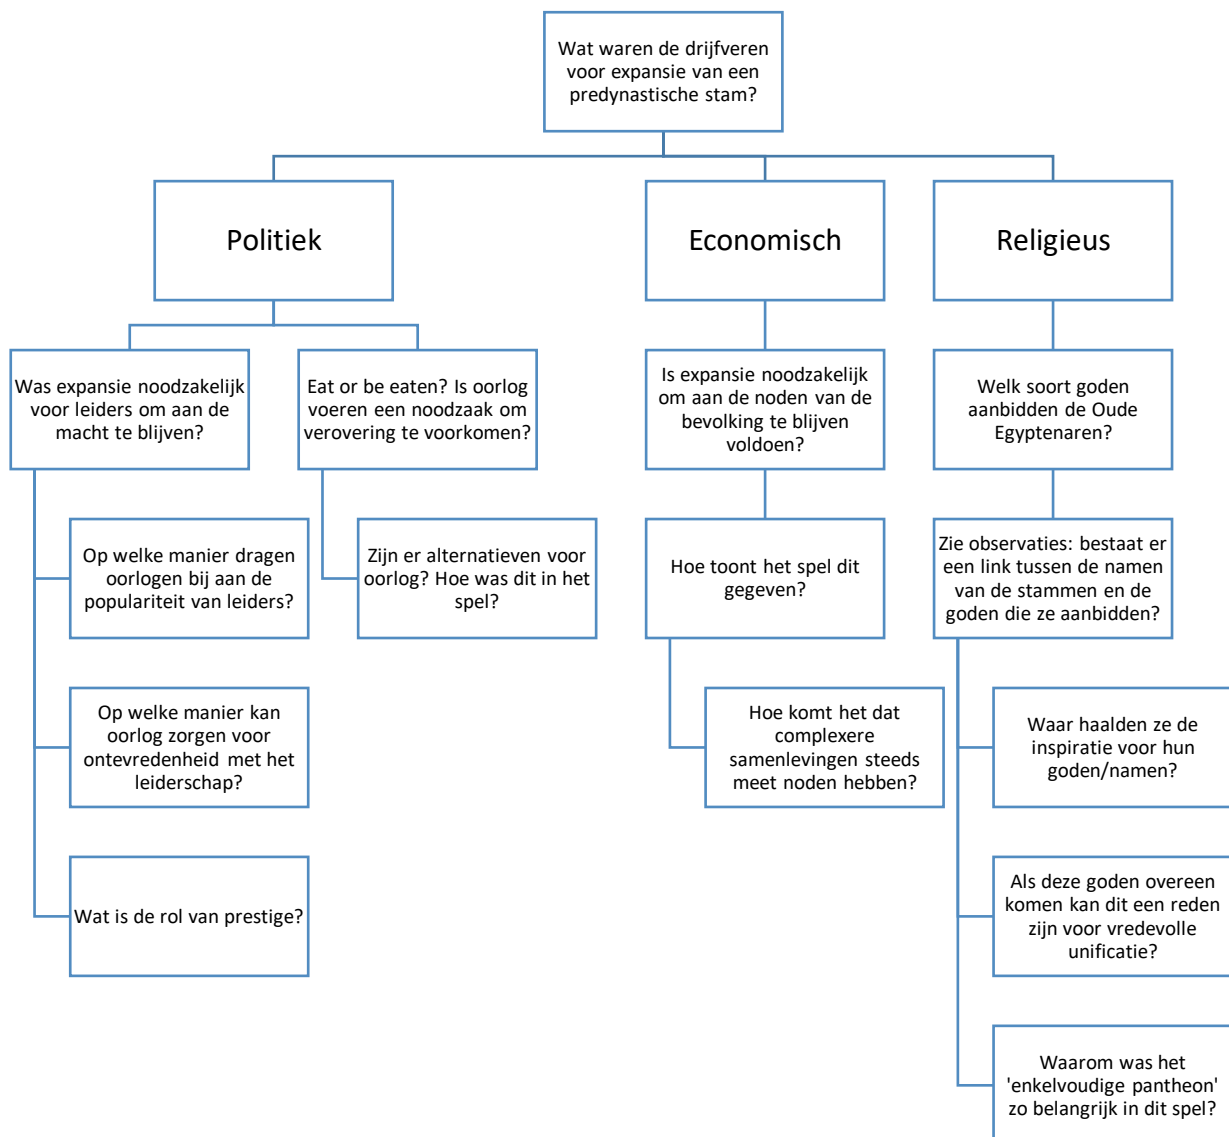 Wat waren de drijfveren
voor expansie van een
predynastische stam?
Politiek
Economisch
Religieus
Was expansie noodzakelijk
voor leiders om aan de
macht te blijven?
Eat or be eaten? Is oorlog
voeren een noodzaak om
verovering te voorkomen?
Is expansie noodzakelijk
om aan de noden van de
bevolking te blijven
voldoen?
Welk soort goden
aanbidden de Oude
Egyptenaren?
Op welke manier dragen
oorlogen bij aan de
populariteit van leiders?
Zijn er alternatieven voor
oorlog? Hoe was dit in het
spel?
Hoe toont het spel dit
gegeven?
Zie observaties: bestaat er
een link tussen de namen
van de stammen en de
goden die ze aanbidden?
Op welke manier kan
oorlog zorgen voor
ontevredenheid met het
leiderschap?
Hoe komt het dat
complexere
samenlevingen steeds
meet noden hebben?
Waar haalden ze de
inspiratie voor hun
goden/namen?
Wat is de rol van prestige?
Als deze goden overeen
komen kan dit een reden
zijn voor vredevolle
unificatie?
Waarom was het
'enkelvoudige pantheon'
zo belangrijk in dit spel?